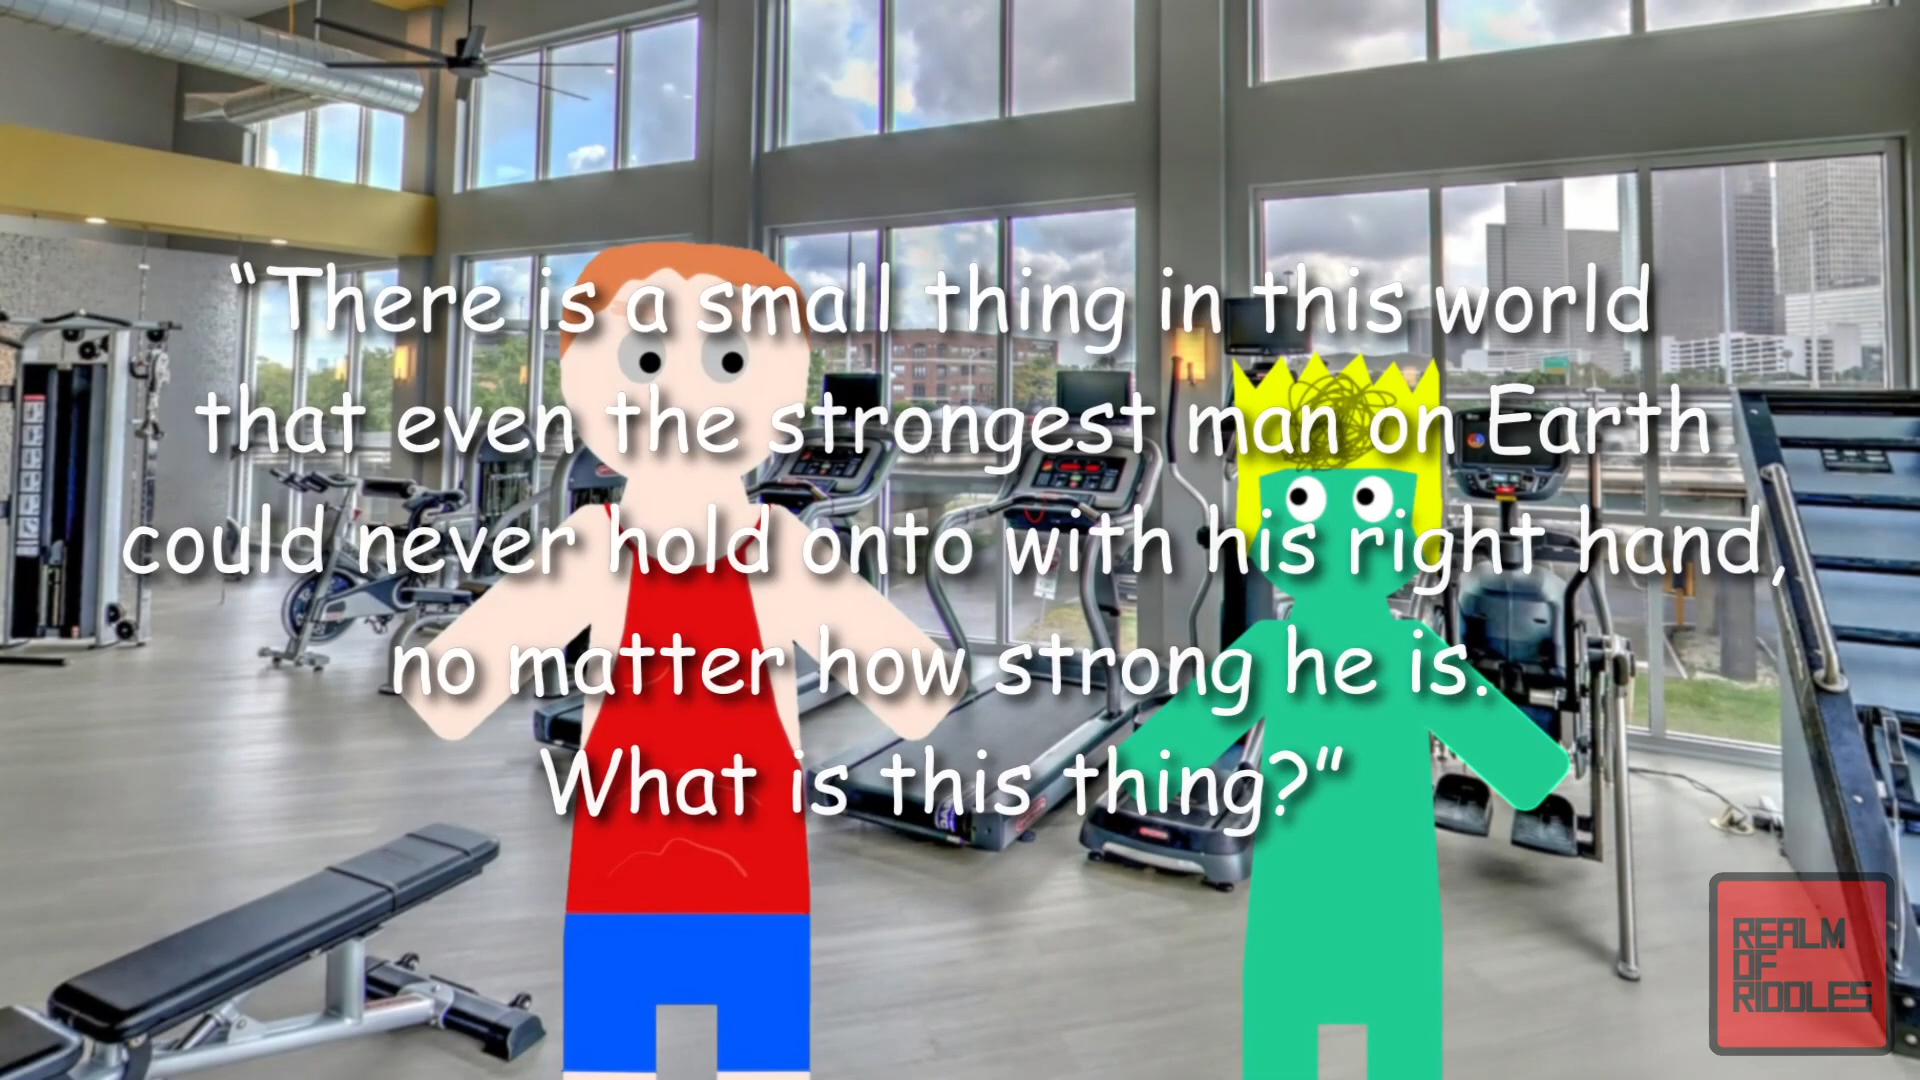 “There is a small thing in this world
that even the strongest man on Earth
could never hold onto with his right hand,
no matter how strong he is.
What is this thing?”
REALM
OF
RIDDLES